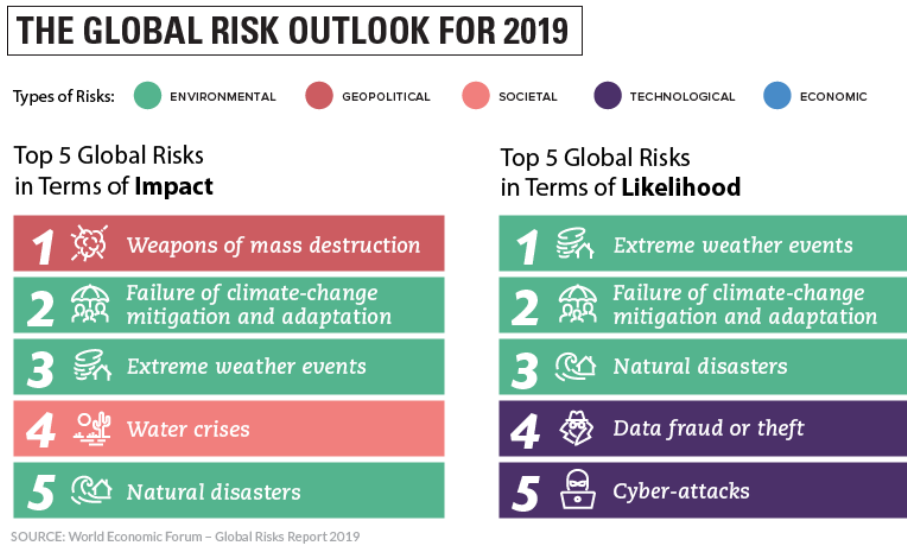 THE GLOBAL RISK OUTLOOK FOR 2019
Types of Risks: ENVIRONMENTAL GEOPOLITICAL SOCIETAL TECHNOLOGICAL ECONOMIC
Top 5 Global Risks
in Terms of Impact
1 Weapons of mass destruction
2 Failure of climate-change
mitigation and adaptation
3 Extreme weather events
4 Water crises
5 Natural disasters
Top 5 Global Risks
in Terms of Likelihood
1 Extreme weather events
2 Failure of climate-change
mitigation and adaptation
3 Natural disasters
4 Data fraud or theft
5 Cyber-attacks
SOURCE: World Economic Forum – Global Risks Report 2019